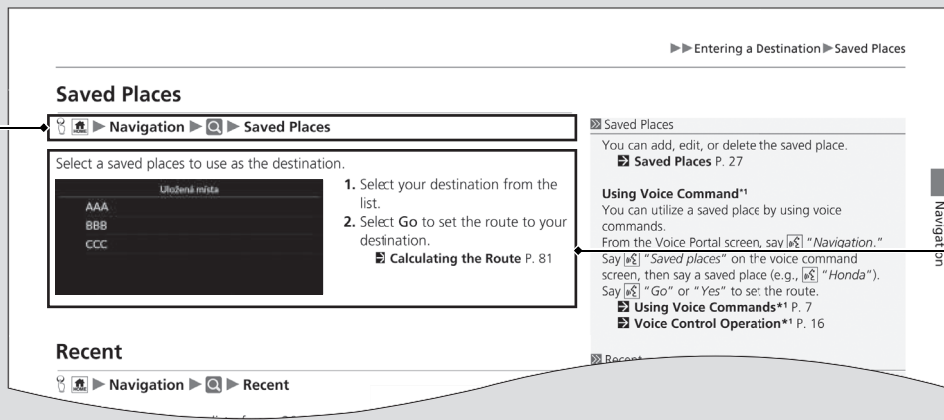 ▶▶Entering a Destination▶Saved Places
Saved Places
HOME ▶ Navigation ▶ ▶ Saved Places
Select a saved places to use as the destination.
Uložená místa
AAA
BBB
CCC
1. Select your destination from the
list.
2. Select Go to set the route to your
destination.
Calculating the Route P. 81
Saved Places
You can add, edit, or delete the saved place.
Saved Places P. 27
Using Voice Command*1
You can utilize a saved place by using voice
commands.
From the Voice Portal screen, say "Navigation."
Say "Saved places" on the voice command
screen, then say a saved place (e.g., "Honda").
Say "Go" or "Yes" to set the route.
Using Voice Commands*1 P. 7
Voice Control Operation*1 P. 16
Navigation
Recent
HOME ▶ Navigation ▶ ▶ Recent
Recent